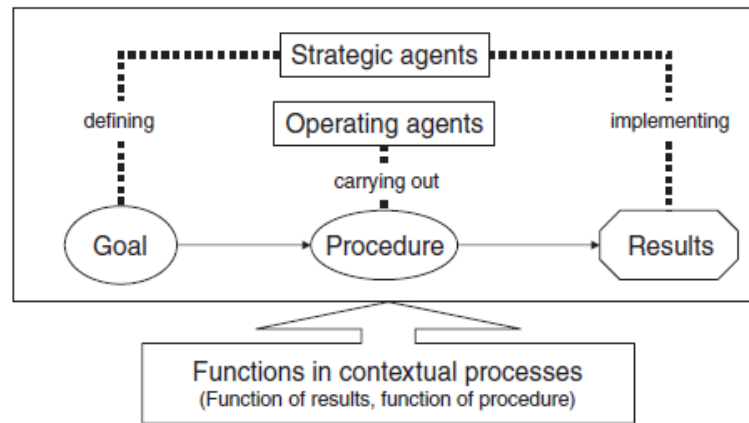 Strategic agents
defining
Operating agents
implementing
carrying out
Goal
Procedure
Results
Functions in contextual processes
(Function of results, function of procedure)